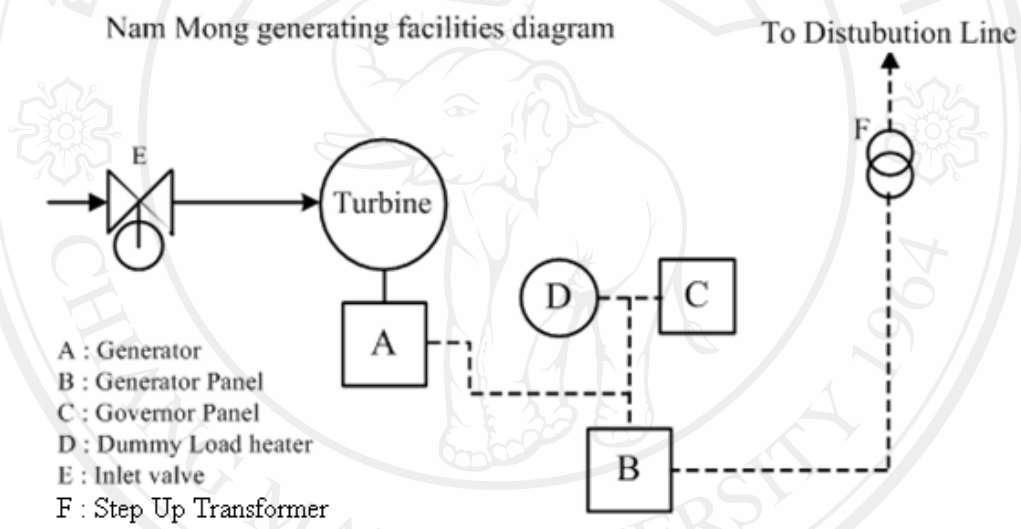 Nam Mong generating facilities diagram
To Distubution Line
F
E
Turbine
D
C
A
A : Generator
B : Generator Panel
C : Governor Panel
D : Dummy Load heater
E : Inlet valve
F : Step Up Transformer
B
1964